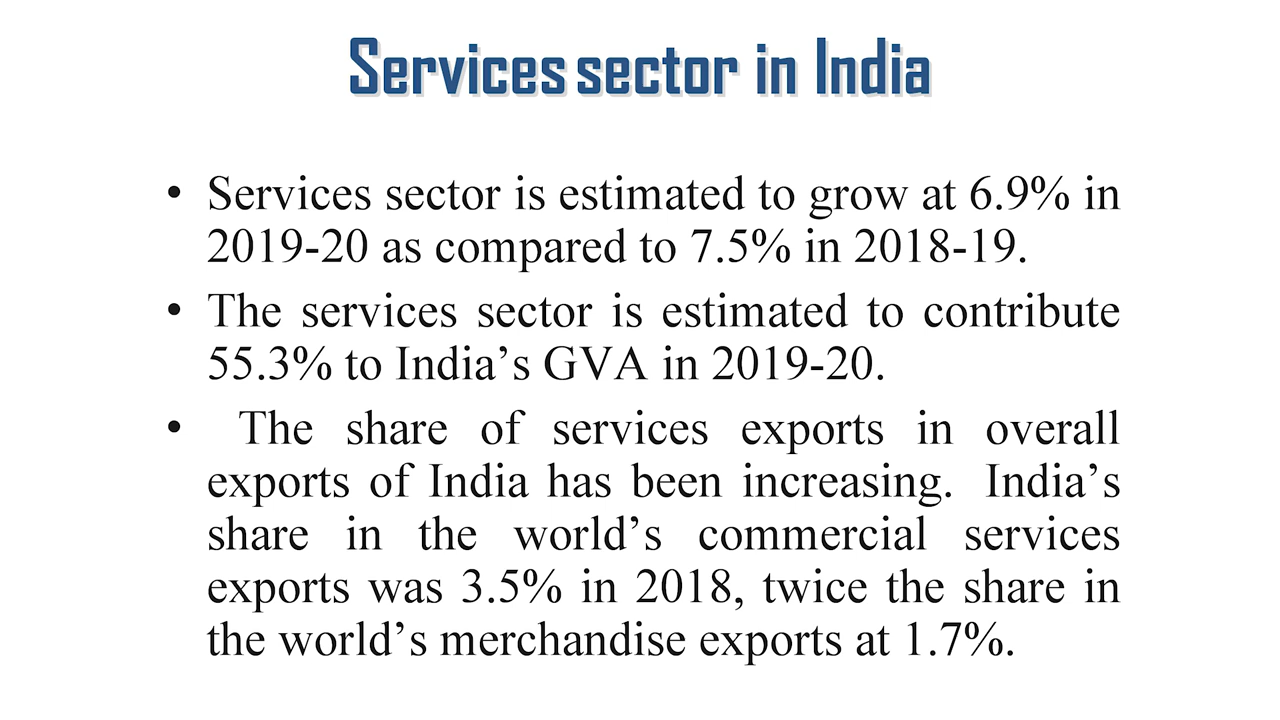 Services sector in India
• Services sector is estimated to grow at 6.9% in
2019-20 as compared to 7.5% in 2018-19.
• The services sector is estimated to contribute
55.3% to India’s GVA in 2019-20.
• The share of services exports in overall
exports of India has been increasing. India’s
share in the world’s commercial services
exports was 3.5% in 2018, twice the share in
the world’s merchandise exports at 1.7%.